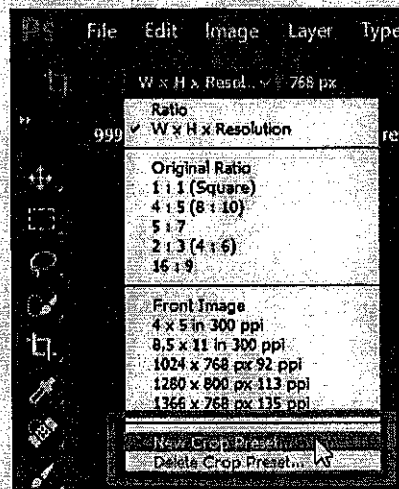 Ps File Edit Image Layer Type
W x H x Resol... 768 px
Ratio
999 ✓ W x H x Resolution re
Original Ratio
1 : 1 (Square)
4 : 5 (8 : 10)
5 : 7
2 : 3 (4 : 6)
16 : 9
Front Image
4 x 5 in 300 ppi
8.5 x 11 in 300 ppi
1024 x 768 px 92 ppi
1280 x 800 px 113 ppi
1366 x 768 px 135 ppi
New Crop Preset...
Delete Crop Preset...